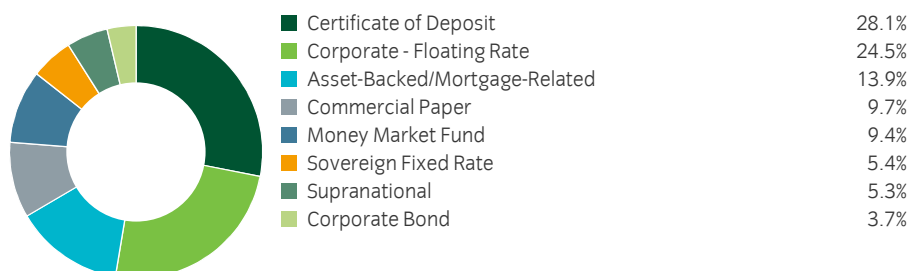 Certificate of Deposit 28.1%
Corporate - Floating Rate 24.5%
Asset-Backed/Mortgage-Related 13.9%
Commercial Paper 9.7%
Money Market Fund 9.4%
Sovereign Fixed Rate 5.4%
Supranational 5.3%
Corporate Bond 3.7%